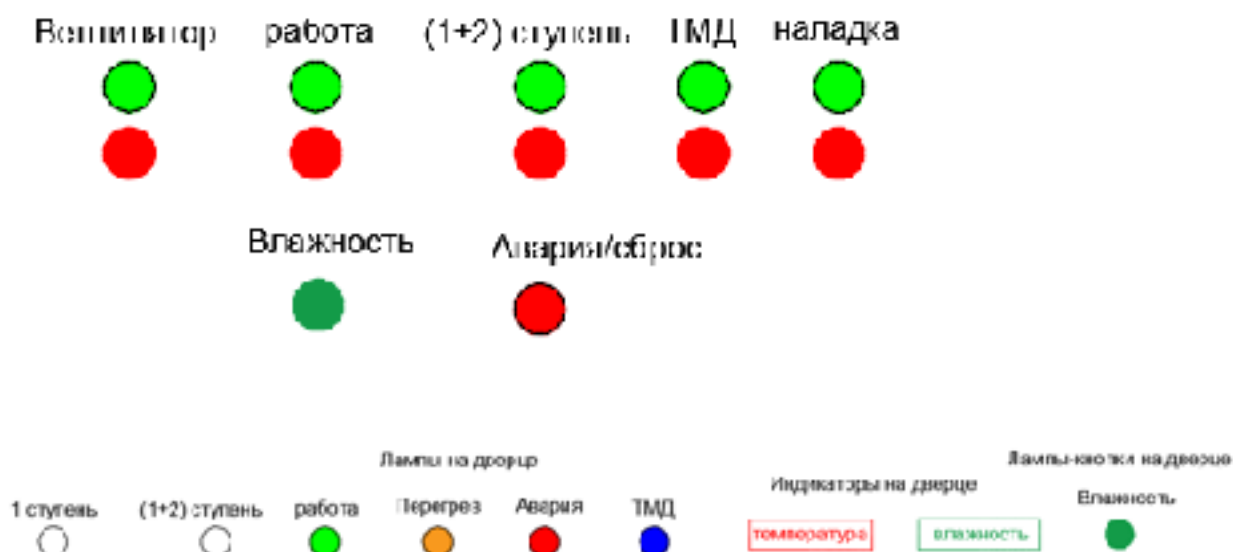 Вентилятор работа (1+2) ступень ТМД наладка
Влажность Авария/сброс
Лампы на дверце
Лампы-кнопки на дверце
Индикаторы на дверце
1 ступень (1+2) ступень работа Перегрев Авария ТМД
Влажность
температура влажность